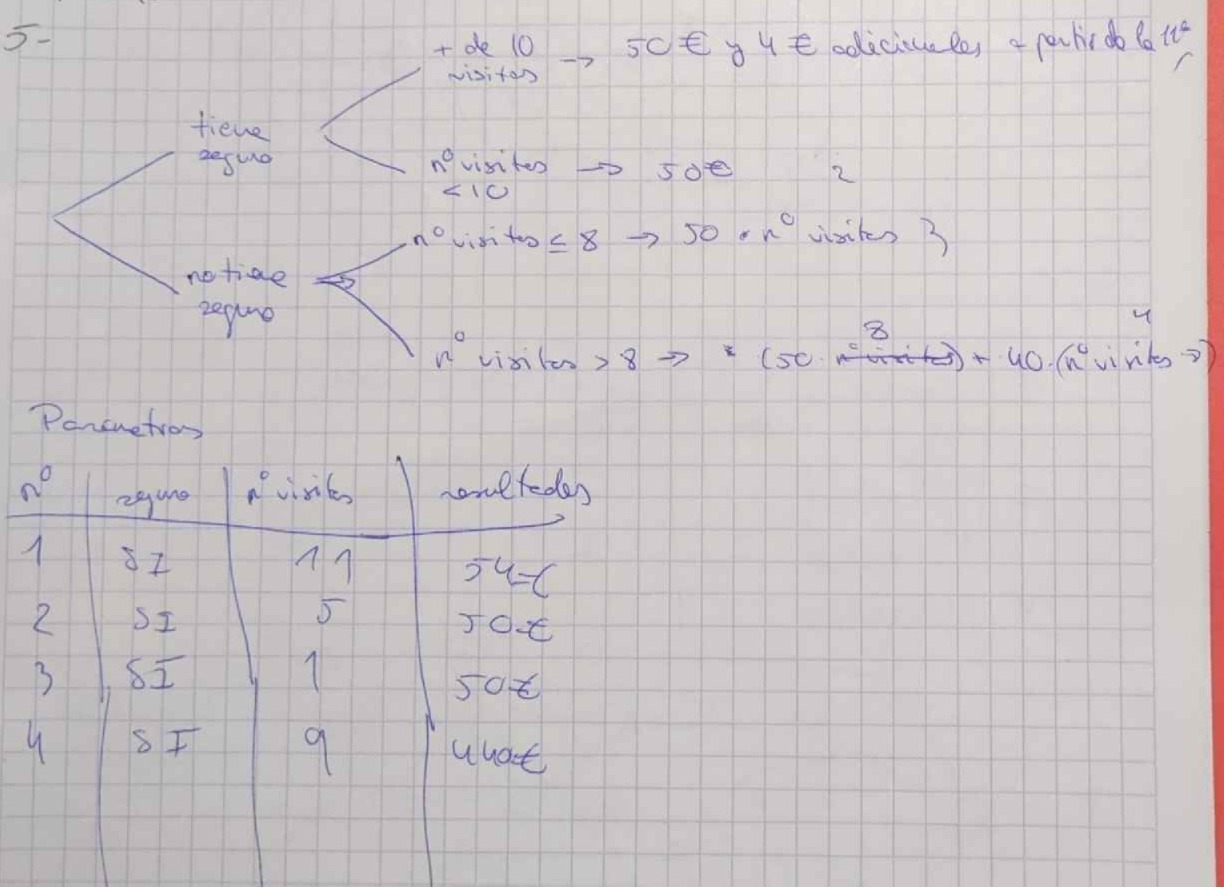 5-
+ de 10 → 50 € y 4 € adicionales a partir de la 11ª
visitas
tiene
seguro
nº visitas → 50€ 2
<10
nº visitas ≤ 8 → 50 · nº visitas 3
no tiene
seguro
8 4
nº visitas > 8 → (50 · nº visitas) + 40 · (nº visitas
Parametros
nº seguro nº visitas resultados
1 SI 11 54€
2 SI 5 50€
3 SI 1 50€
4 SI 9 440€